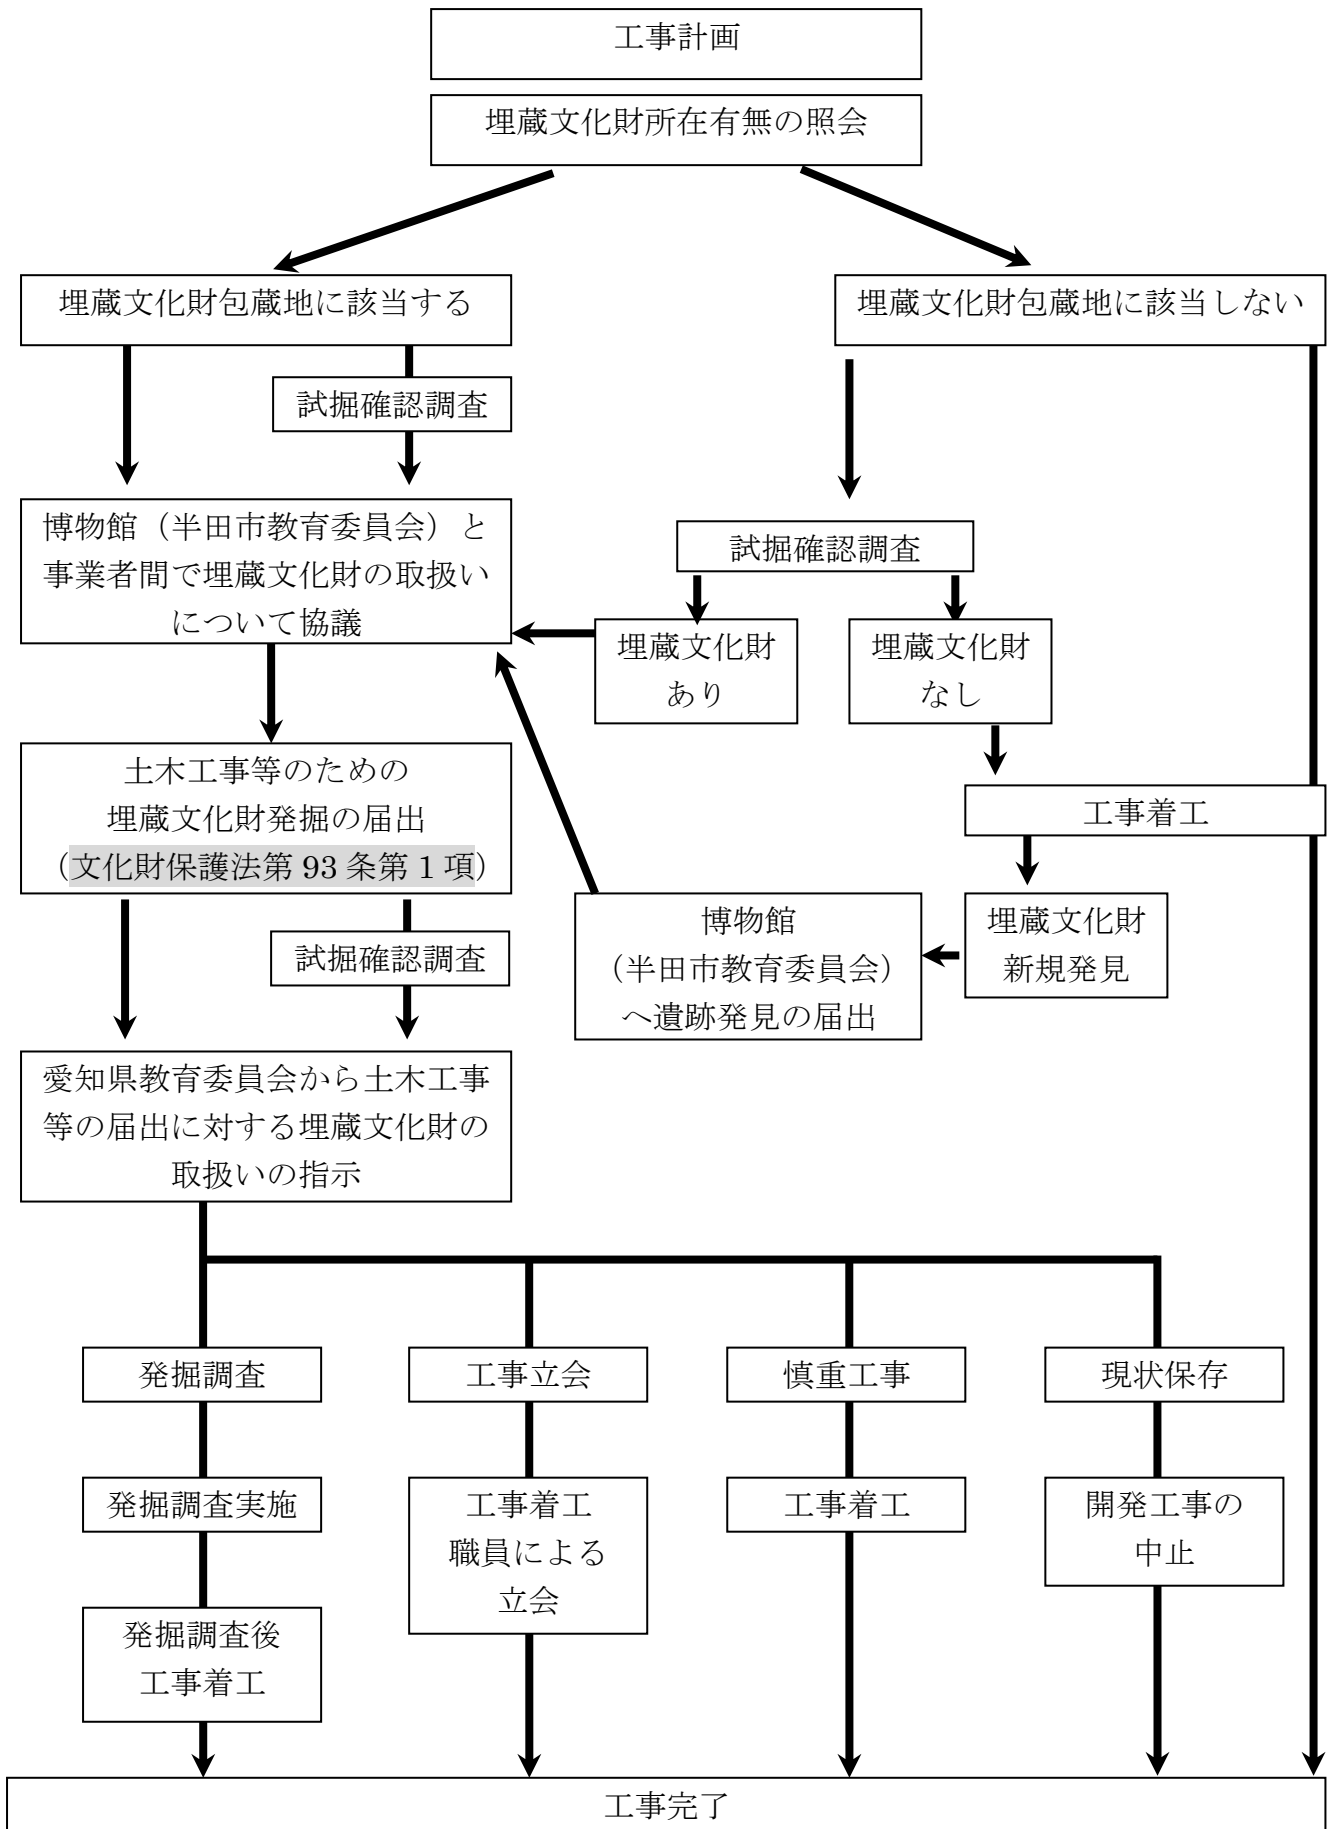 工事計画
埋蔵文化財所在有無の照会
埋蔵文化財包蔵地に該当する
埋蔵文化財包蔵地に該当しない
試掘確認調査
博物館（半田市教育委員会）と
事業者間で埋蔵文化財の取扱い
について協議
試掘確認調査
埋蔵文化財
あり
埋蔵文化財
なし
土木工事等のための
埋蔵文化財発掘の届出
（文化財保護法第 93 条第 1 項）
工事着工
埋蔵文化財
新規発見
博物館
（半田市教育委員会）
へ遺跡発見の届出
試掘確認調査
愛知県教育委員会から土木工事
等の届出に対する埋蔵文化財の
取扱いの指示
発掘調査
工事立会
慎重工事
現状保存
発掘調査実施
工事着工
職員による
立会
工事着工
開発工事の
中止
発掘調査後
工事着工
工事完了